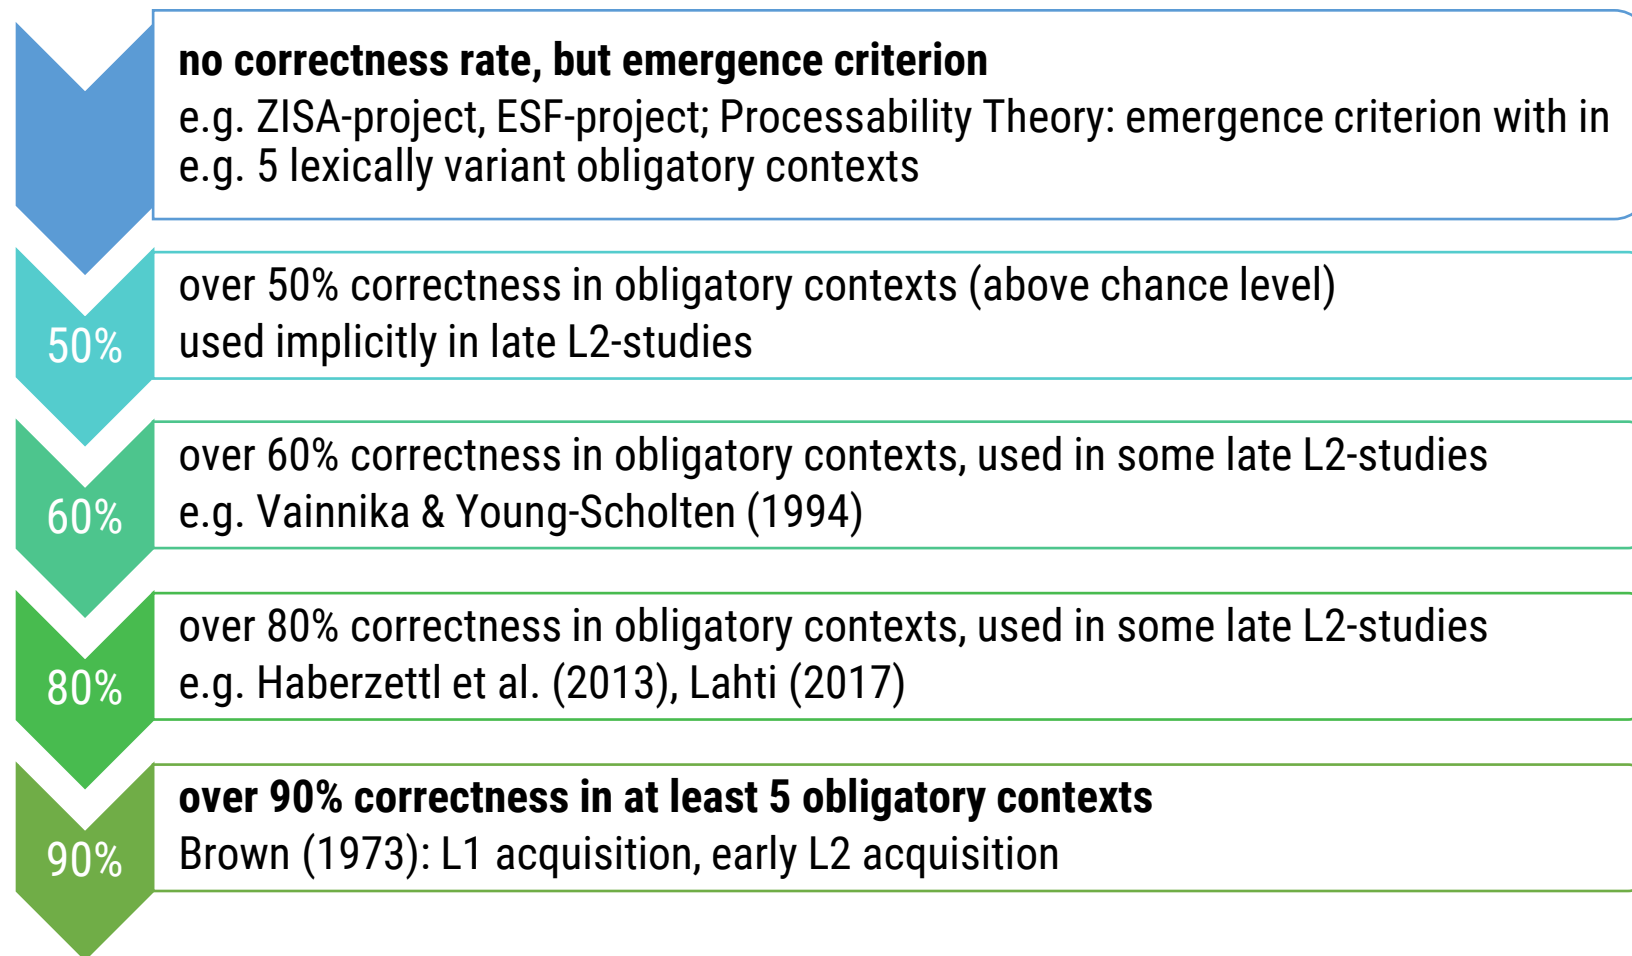 no correctness rate, but emergence criterion
e.g. ZISA-project, ESF-project; Processability Theory: emergence criterion with in
e.g. 5 lexically variant obligatory contexts
over 50% correctness in obligatory contexts (above chance level)
50%
used implicitly in late L2-studies
over 60% correctness in obligatory contexts, used in some late L2-studies
60%
e.g. Vainnika & Young-Scholten (1994)
over 80% correctness in obligatory contexts, used in some late L2-studies
80%
e.g. Haberzettl et al. (2013), Lahti (2017)
over 90% correctness in at least 5 obligatory contexts
90%
Brown (1973): L1 acquisition, early L2 acquisition